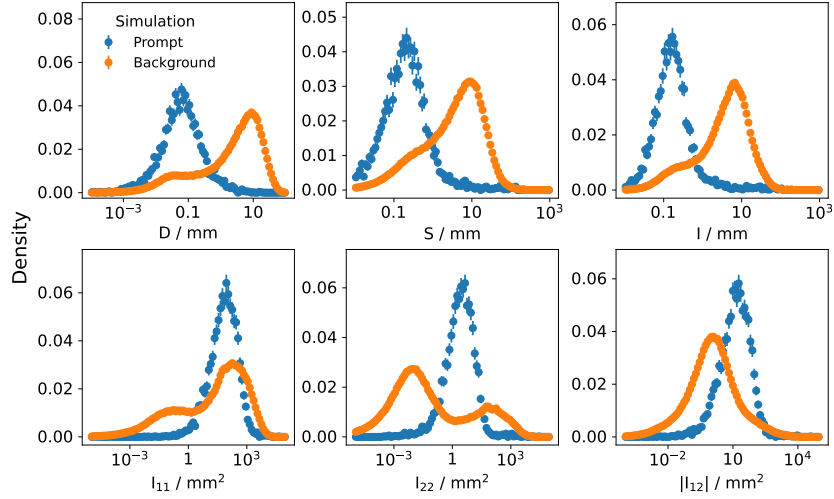 Density
Simulation
Prompt
Background
0.08
0.06
0.04
0.02
0.00
10⁻³ 0.1 10
D / mm
0.05
0.04
0.03
0.02
0.01
0.00
0.1 10 10³
S / mm
0.06
0.04
0.02
0.00
0.1 10 10³
I / mm
0.06
0.04
0.02
0.00
10⁻³ 1 10³
I₁₁ / mm²
0.06
0.04
0.02
0.00
10⁻³ 1 10³
I₂₂ / mm²
0.06
0.04
0.02
0.00
10⁻² 10 10⁴
|I₁₂| / mm²